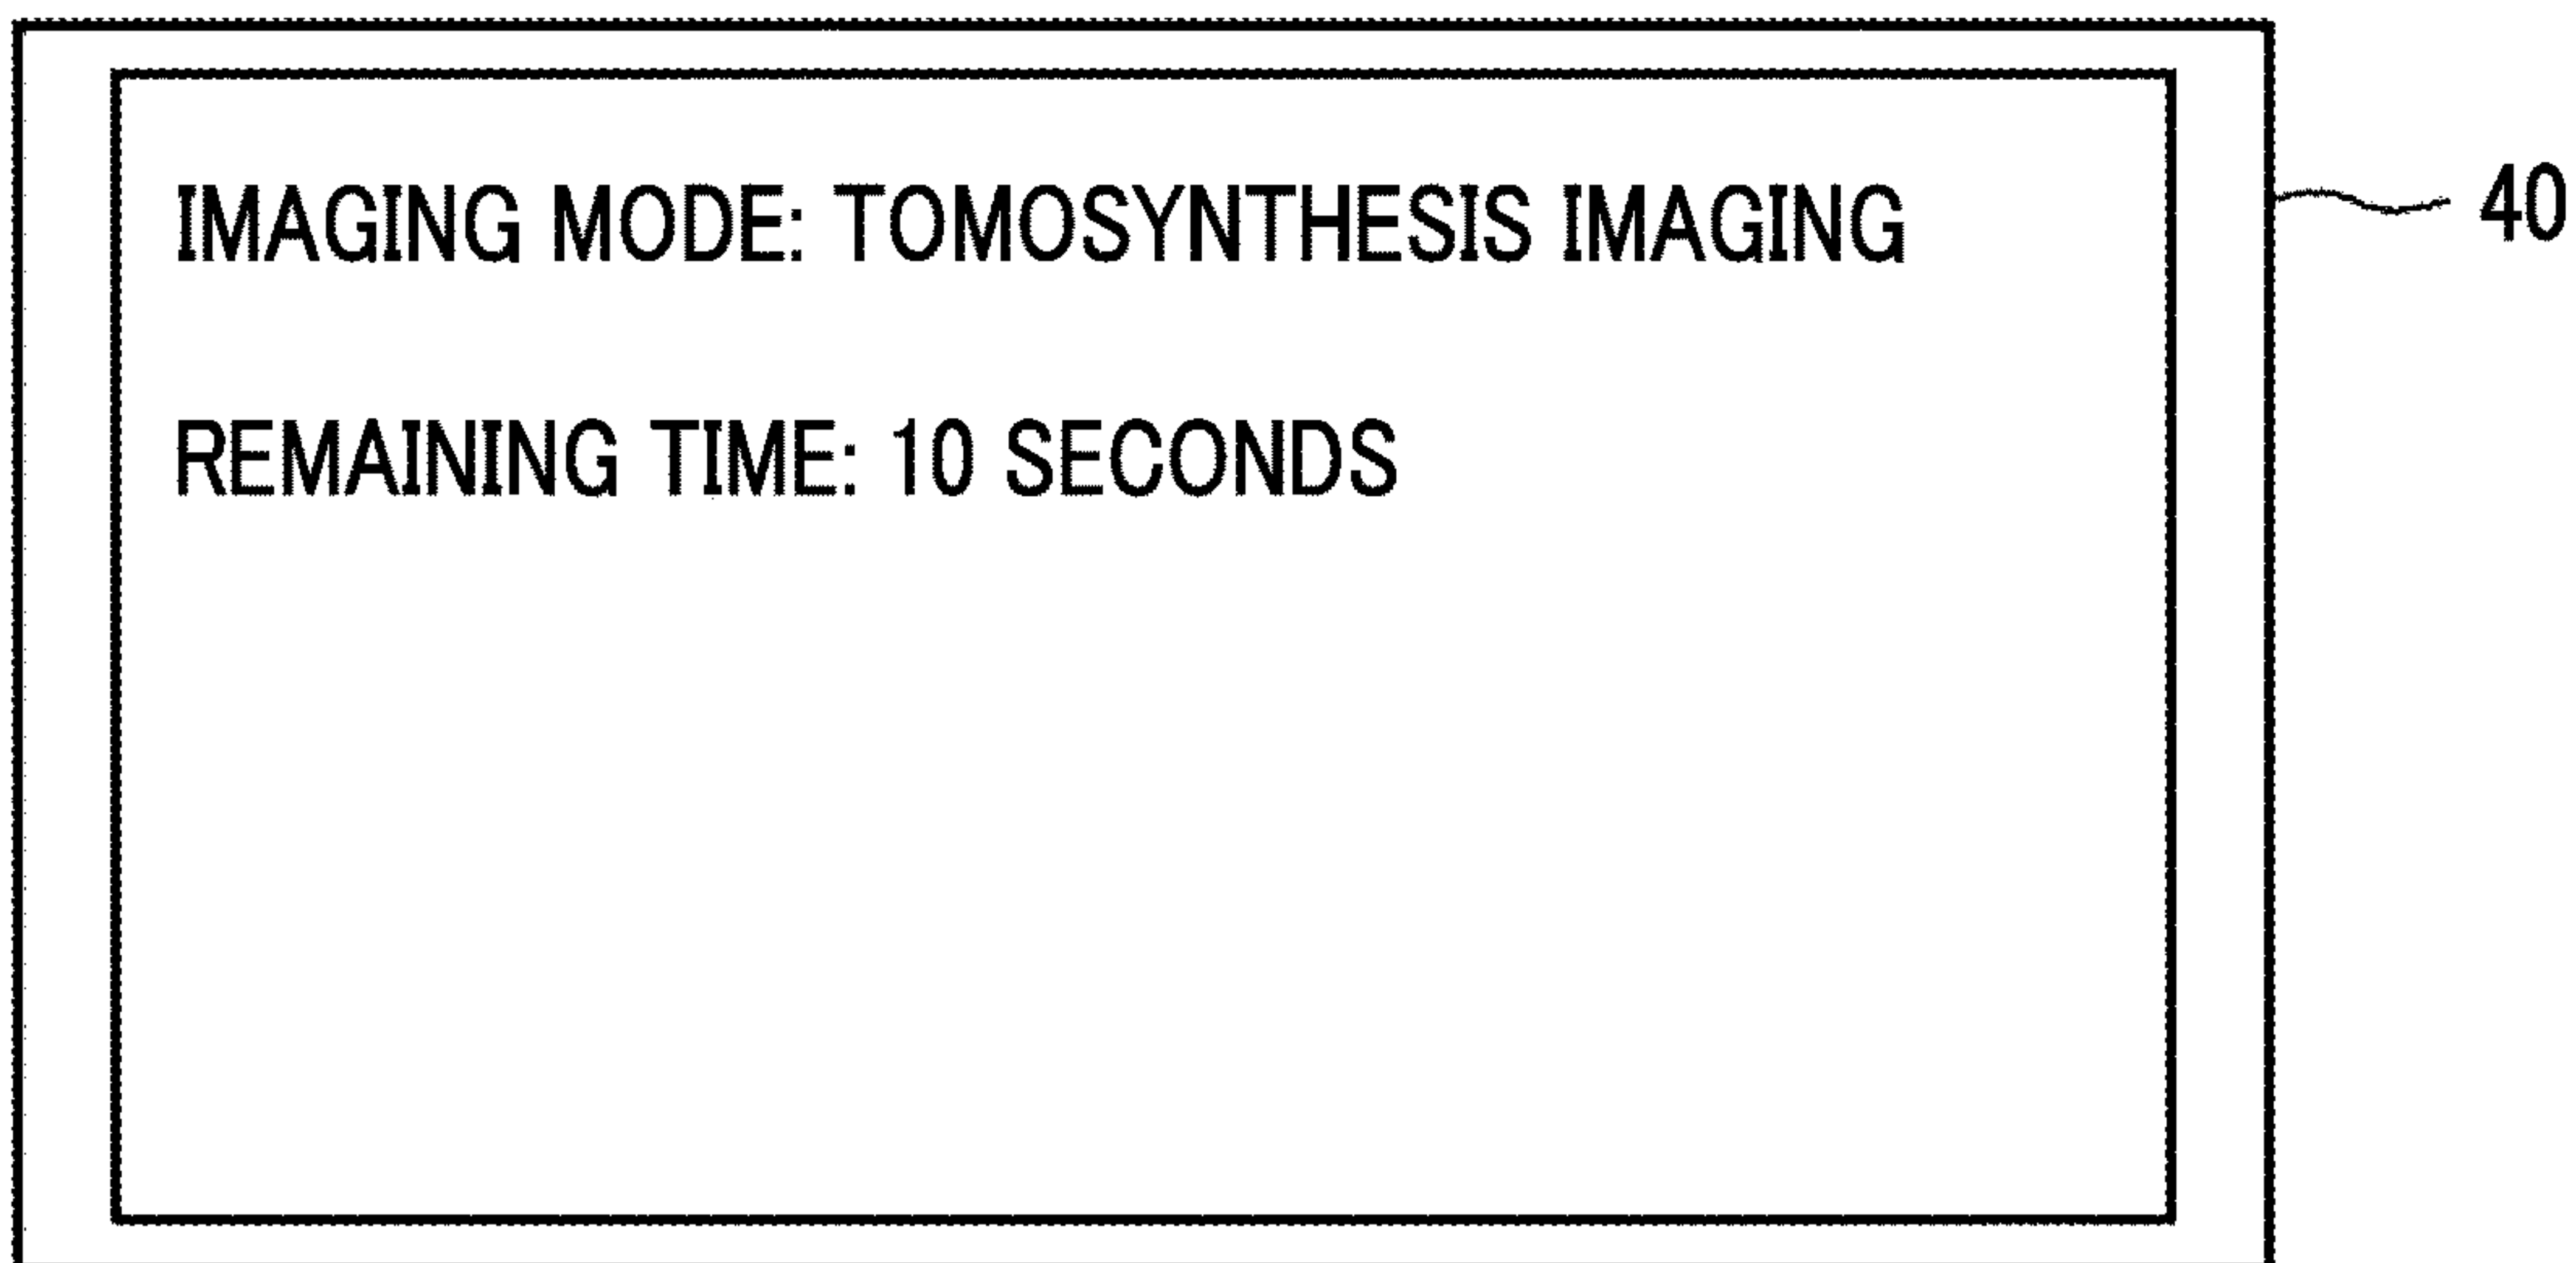 IMAGING MODE: TOMOSYNTHESIS IMAGING
40
REMAINING TIME: 10 SECONDS